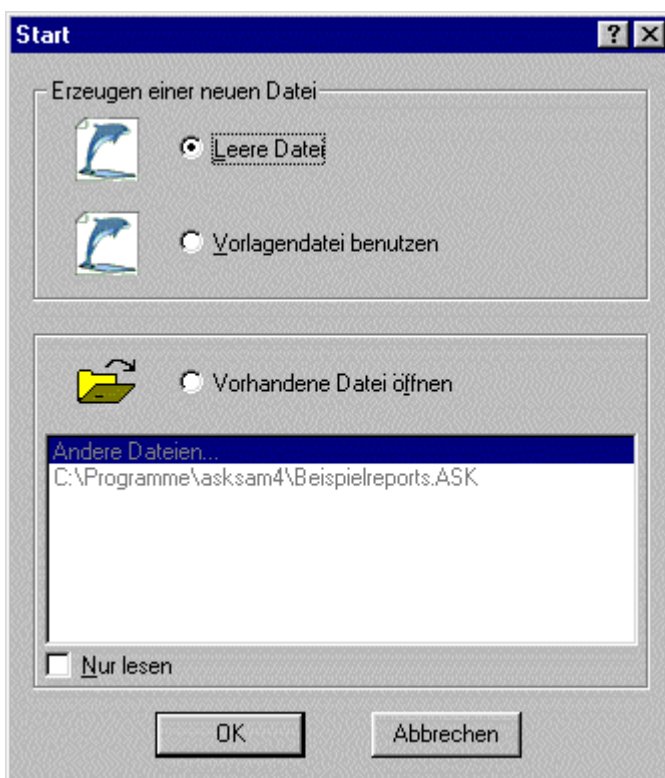 Start
Erzeugen einer neuen Datei
Leere Datei
Vorlagendatei benutzen
Vorhandene Datei öffnen
Andere Dateien...
C:\Programme\asksam4\Beispielreports.ASK
Nur lesen
OK
Abbrechen